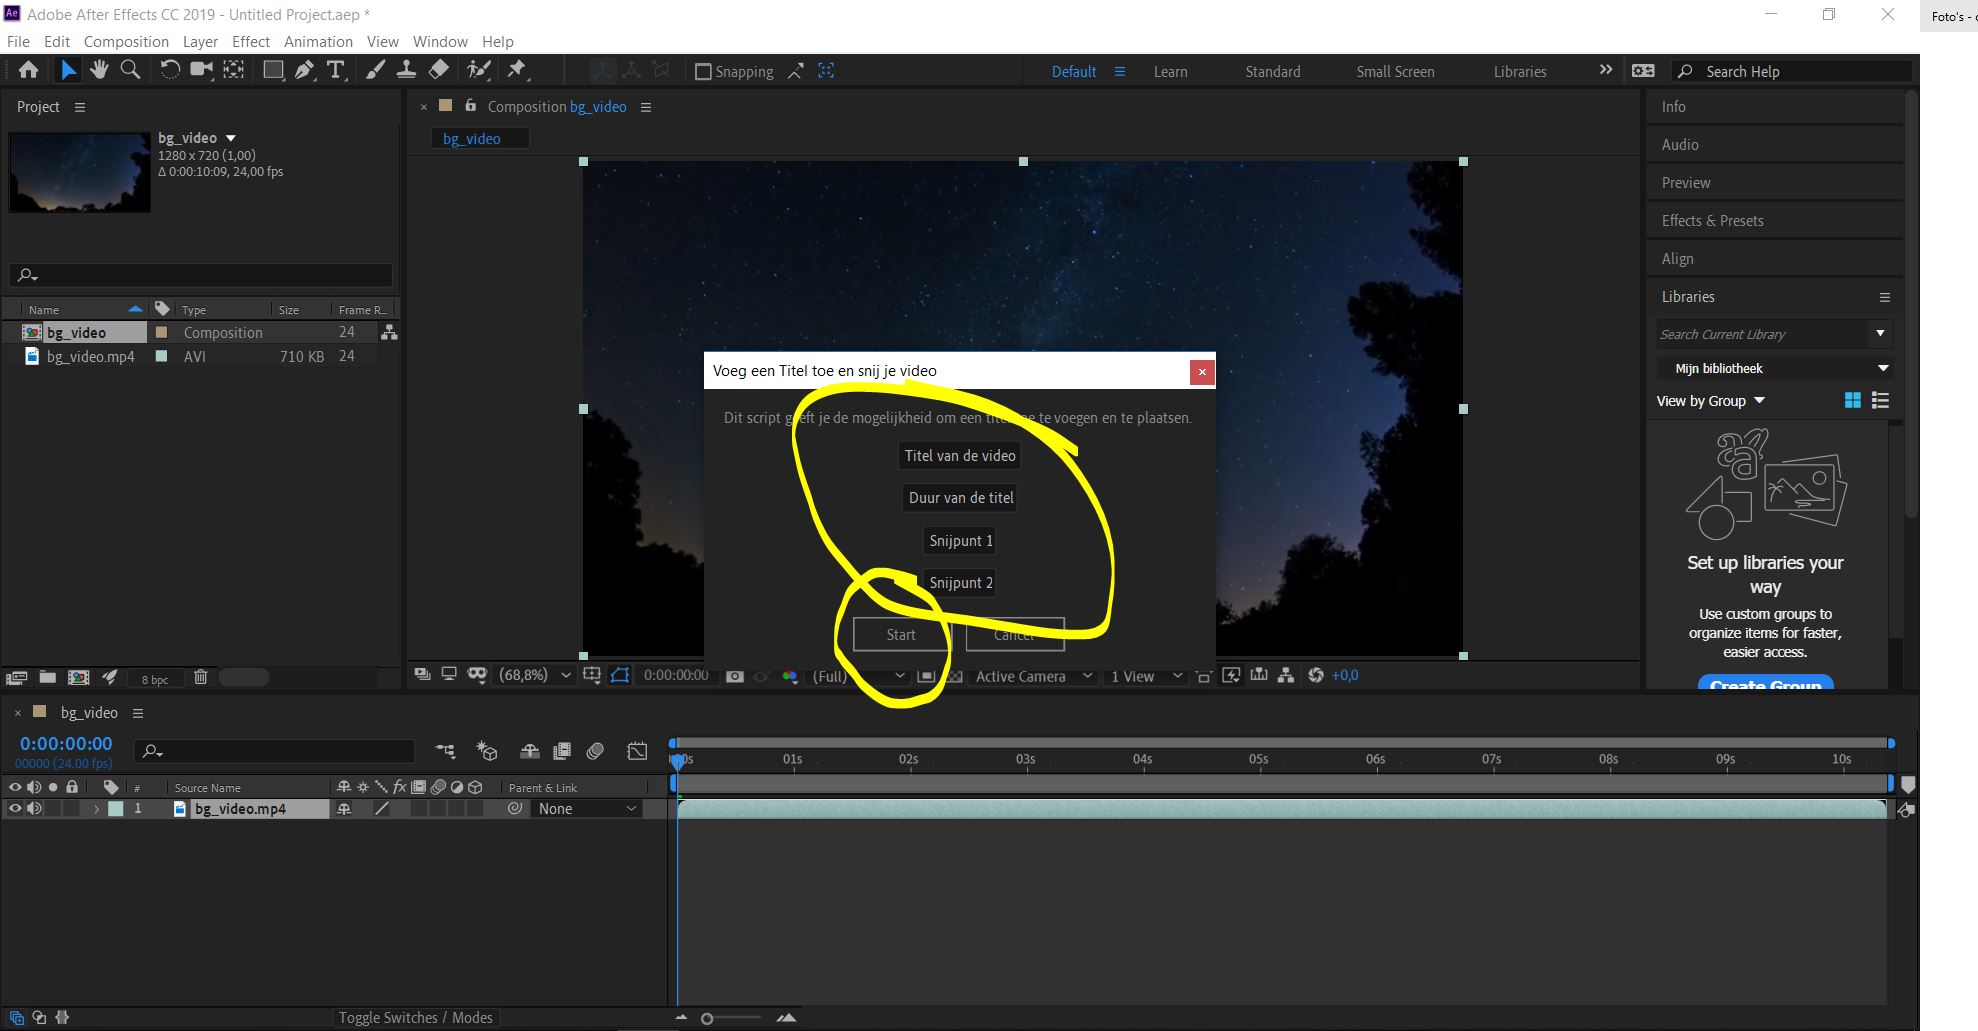 Adobe After Effects CC 2019 - Untitled Project.aep *
Foto's -
File Edit Composition Layer Effect Animation View Window Help
Snapping
Default Learn Standard Small Screen Libraries
Search Help
Project
bg_video
1280 x 720 (1,00)
Δ 0:00:10:09, 24,00 fps
Name Type Size Frame R...
bg_video Composition 24
bg_video.mp4 AVI 710 KB 24
8 bpc
Composition bg_video
bg_video
Voeg een Titel toe en snij je video
Dit script geeft je de mogelijkheid om een titel toe te voegen en te plaatsen.
Titel van de video
Duur van de titel
Snijpunt 1
Snijpunt 2
Start Cancel
(68,8%) 0:00:00:00 (Full) Active Camera 1 View +0,0
Info
Audio
Preview
Effects & Presets
Align
Libraries
Search Current Library
Mijn bibliotheek
View by Group
Set up libraries your
way
Use custom groups to
organize items for faster,
easier access.
Create Group
bg_video
0:00:00:00
00000 (24.00 fps)
01s 02s 03s 04s 05s 06s 07s 08s 09s 10s
# Source Name Parent & Link
1 bg_video.mp4 None
Toggle Switches / Modes